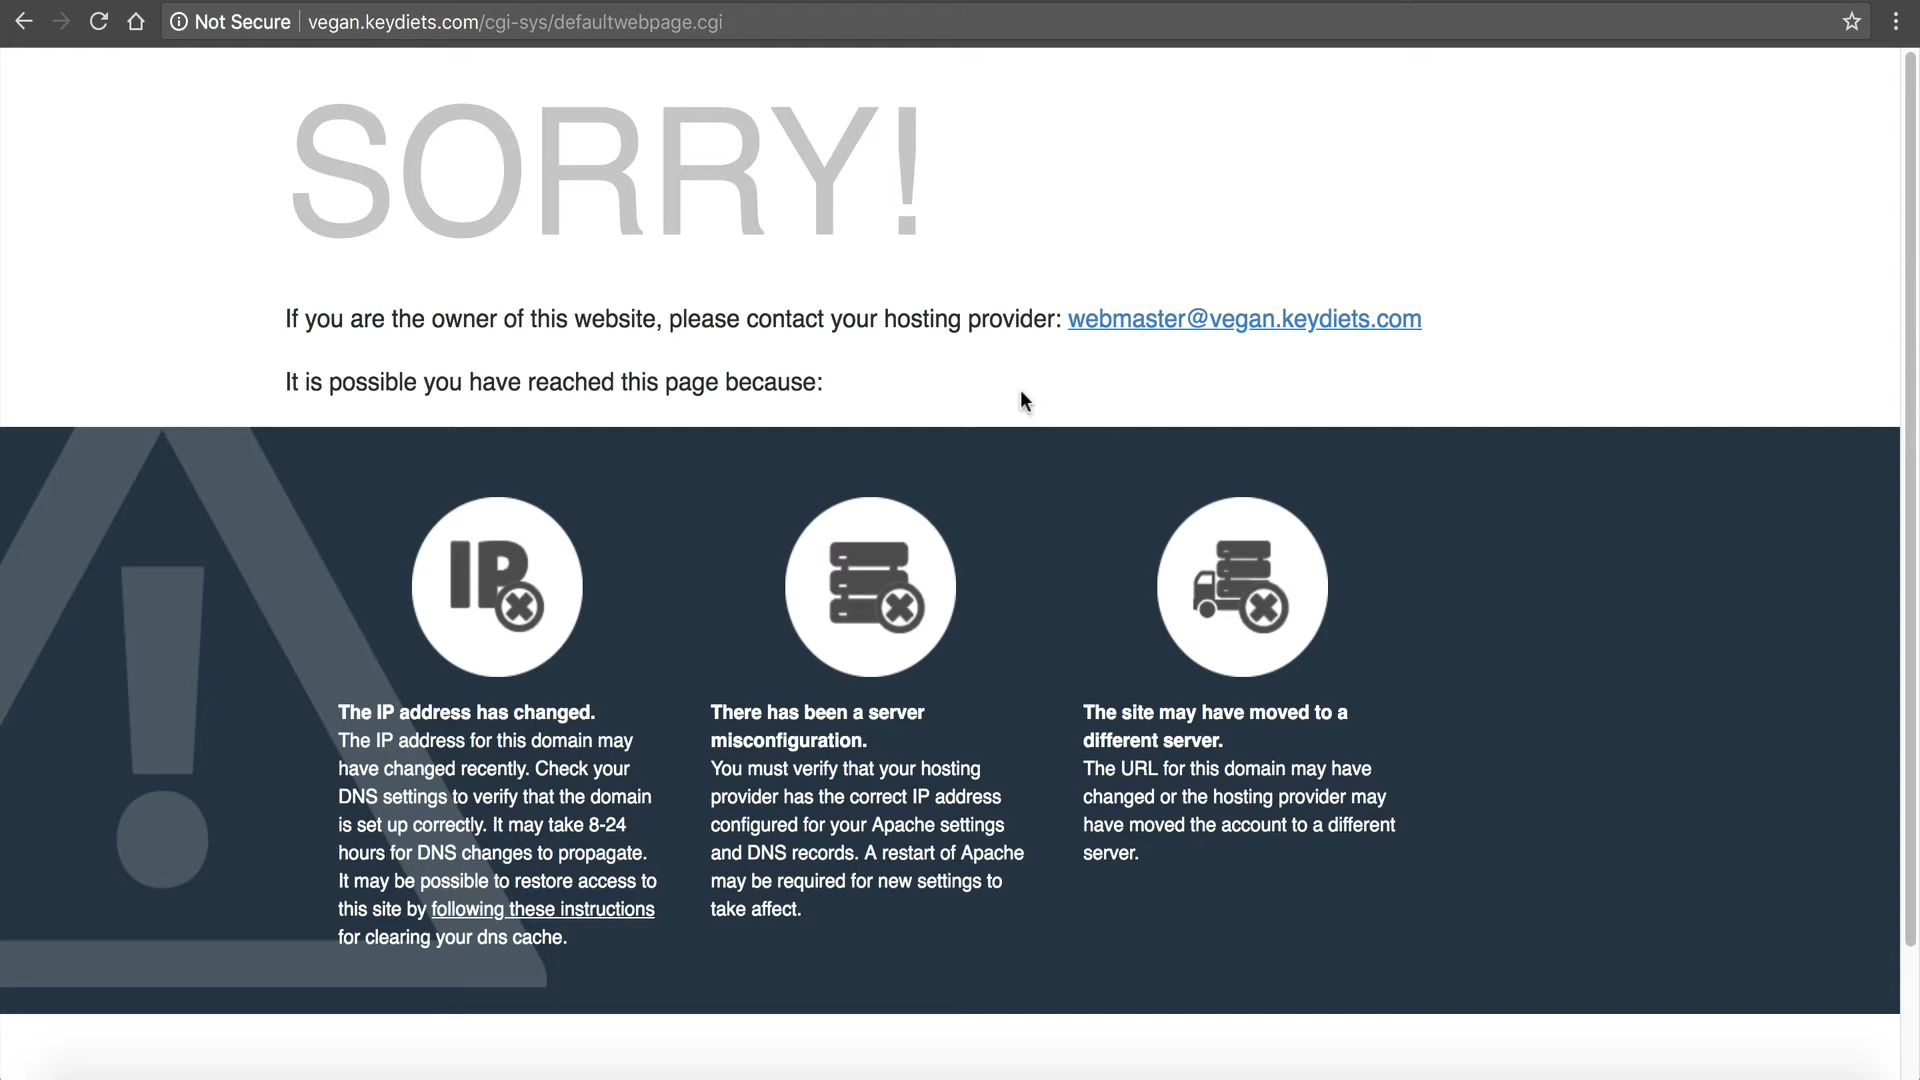 Not Secure vegan.keydiets.com/cgi-sys/defaultwebpage.cgi
SORRY!
If you are the owner of this website, please contact your hosting provider: webmaster@vegan.keydiets.com
It is possible you have reached this page because:
IP
The IP address has changed.
The IP address for this domain may
have changed recently. Check your
DNS settings to verify that the domain
is set up correctly. It may take 8-24
hours for DNS changes to propagate.
It may be possible to restore access to
this site by following these instructions
for clearing your dns cache.
There has been a server
misconfiguration.
You must verify that your hosting
provider has the correct IP address
configured for your Apache settings
and DNS records. A restart of Apache
may be required for new settings to
take affect.
The site may have moved to a
different server.
The URL for this domain may have
changed or the hosting provider may
have moved the account to a different
server.